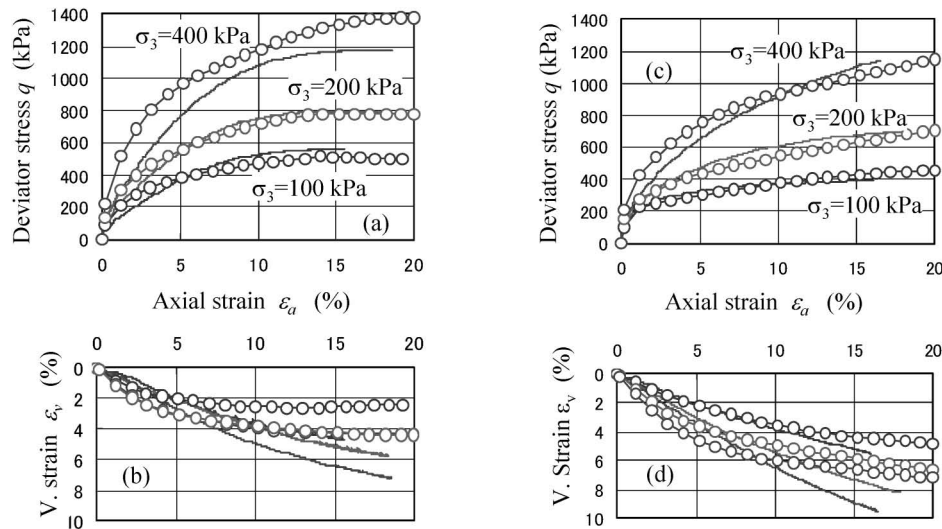 Deviator stress q (kPa)
1400
1200
1000
800
600
400
200
0
σ3=400 kPa
σ3=200 kPa
σ3=100 kPa
(a)
0 5 10 15 20
Axial strain εa (%)
Deviator stress q (kPa)
1400
1200
1000
800
600
400
200
0
σ3=400 kPa
(c)
σ3=200 kPa
σ3=100 kPa
0 5 10 15 20
Axial strain εa (%)
V. strain εv (%)
0 5 10 15 20
0
2
4
6
8
10
(b)
V. Strain εv (%)
0 5 10 15 20
0
2
4
6
8
10
(d)